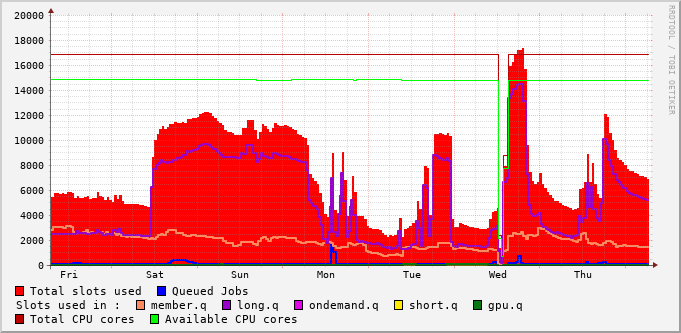 20000
18000
16000
14000
12000
10000
8000
6000
4000
2000
0
Fri Sat Sun Mon Tue Wed Thu
RRDTOOL / TOBI OETIKER
Total slots used Queued Jobs
Slots used in : member.q long.q ondemand.q short.q gpu.q
Total CPU cores Available CPU cores